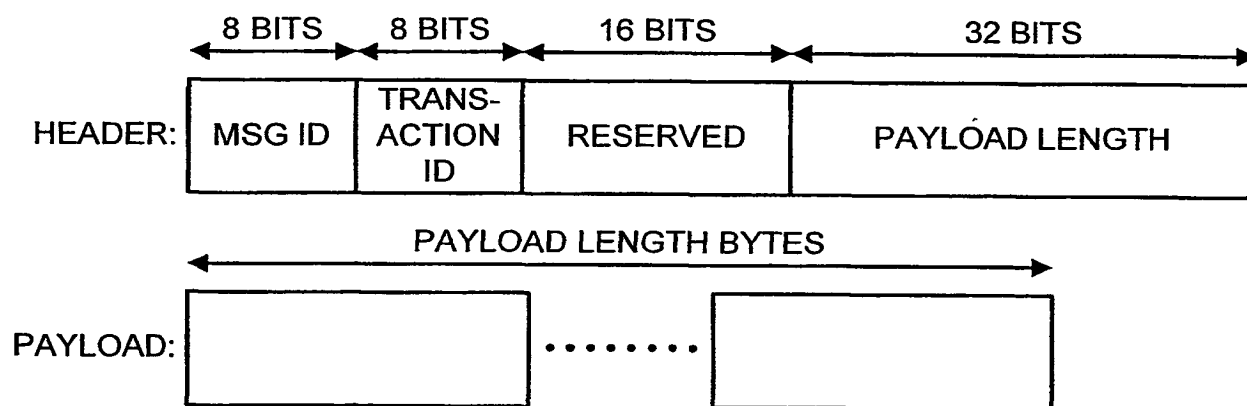 8 BITS 8 BITS 16 BITS 32 BITS
HEADER: MSG ID TRANS-
ACTION
ID RESERVED PAYLOAD LENGTH
PAYLOAD LENGTH BYTES
PAYLOAD: ........